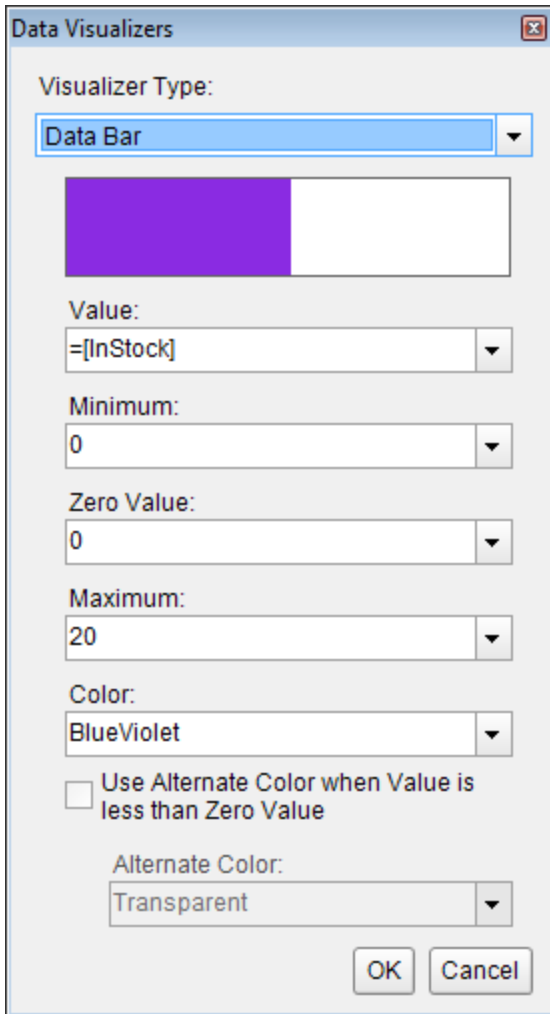 Data Visualizers
Visualizer Type:
Data Bar
Value:
=[InStock]
Minimum:
0
Zero Value:
0
Maximum:
20
Color:
BlueViolet
Use Alternate Color when Value is
less than Zero Value
Alternate Color:
Transparent
OK Cancel